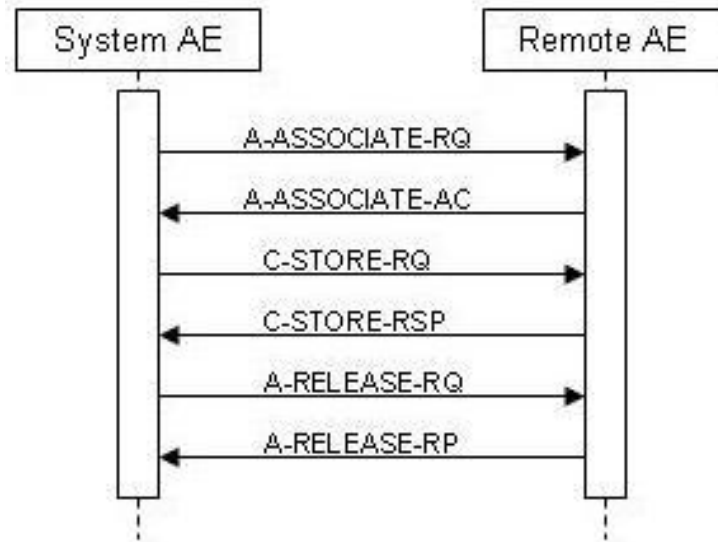 System AE
Remote AE
A-ASSOCIATE-RQ
A-ASSOCIATE-AC
C-STORE-RQ
C-STORE-RSP
A-RELEASE-RQ
A-RELEASE-RP